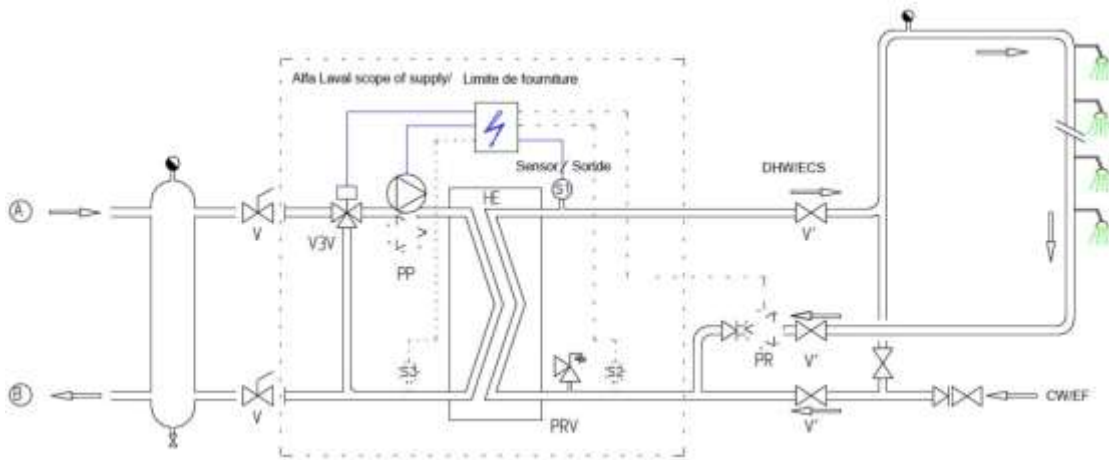 Alfa Laval scope of supply/ Limite de fourniture
Sensor / Soride
DHW/ECS
HE
S1
A
V
V3V
PP
V'
PR
V'
S3
S2
B
V
PRV
V'
CW/EF